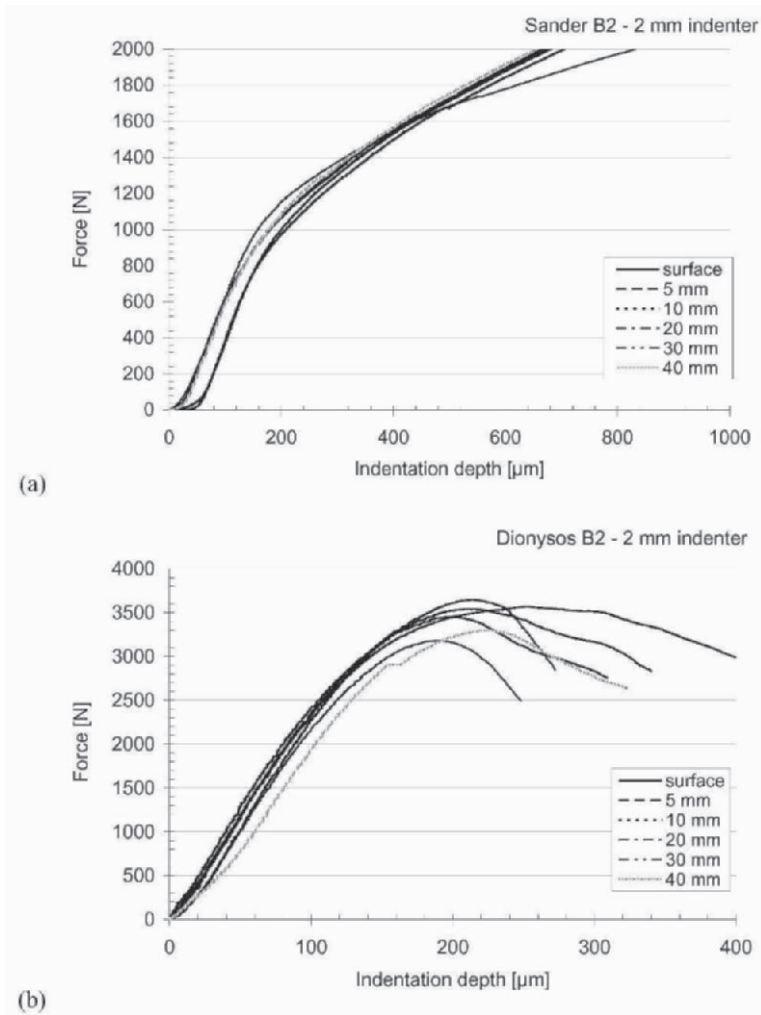 Sander B2 - 2 mm indenter
2000
1800
1600
1400
1200
1000
800
600
400
200
0
Force [N]
surface
5 mm
10 mm
20 mm
30 mm
40 mm
0 200 400 600 800 1000
Indentation depth [µm]
(a)
Dionysos B2 - 2 mm indenter
4000
3500
3000
2500
2000
1500
1000
500
0
Force [N]
surface
5 mm
10 mm
20 mm
30 mm
40 mm
0 100 200 300 400
Indentation depth [µm]
(b)